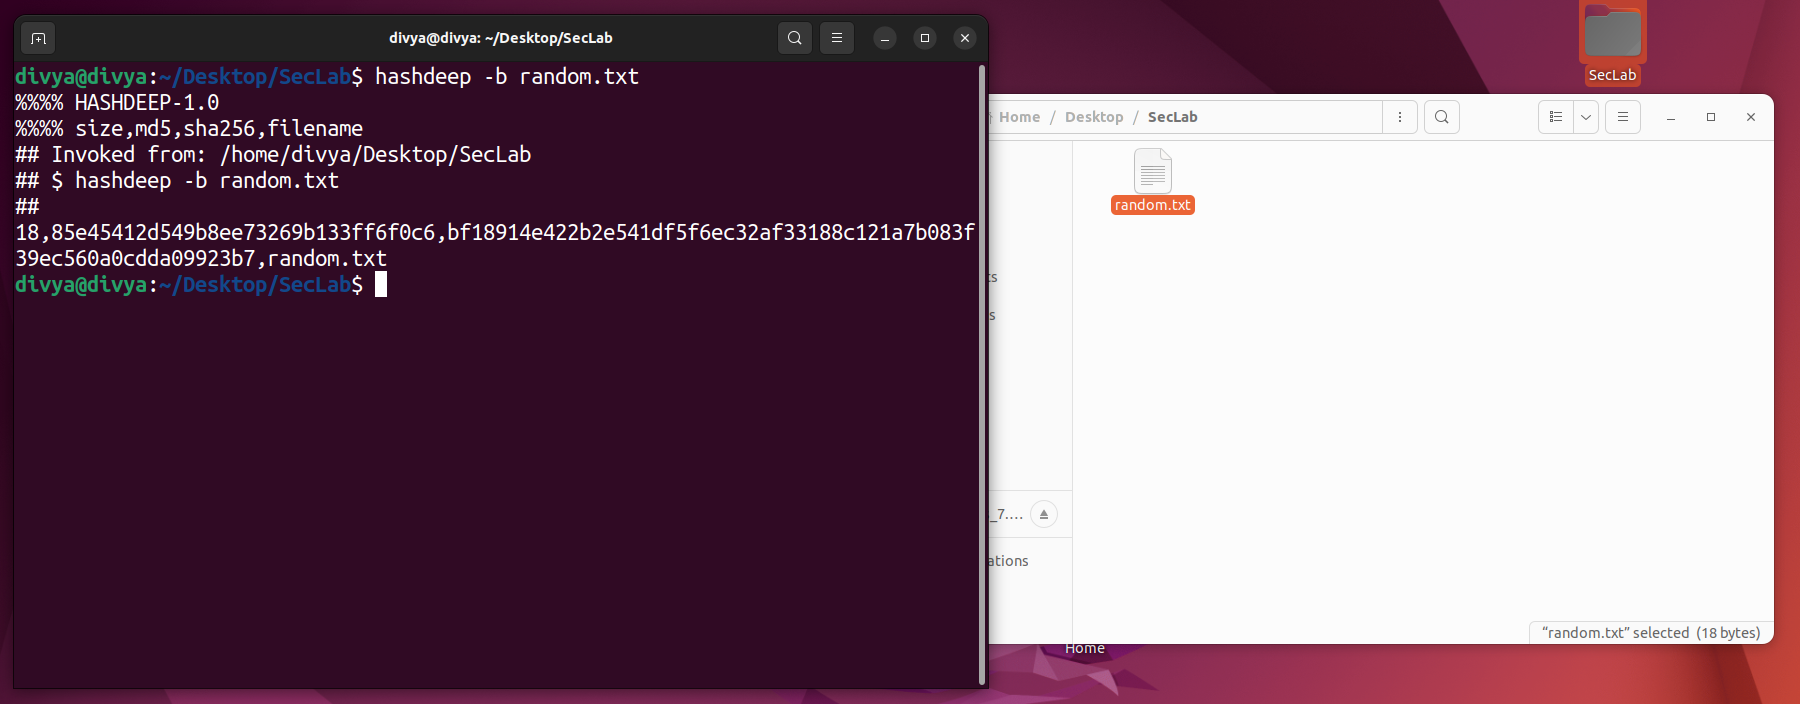 divya@divya: ~/Desktop/SecLab
divya@divya:~/Desktop/SecLab$ hashdeep -b random.txt
%%%% HASHDEEP-1.0
%%%% size,md5,sha256,filename
## Invoked from: /home/divya/Desktop/SecLab
## $ hashdeep -b random.txt
##
18,85e45412d549b8ee73269b133ff6f0c6,bf18914e422b2e541df5f6ec32af33188c121a7b083f
39ec560a0cdda09923b7,random.txt
divya@divya:~/Desktop/SecLab$
SecLab
Home / Desktop / SecLab
random.txt
ts
s
_7....
ations
“random.txt” selected (18 bytes)
Home